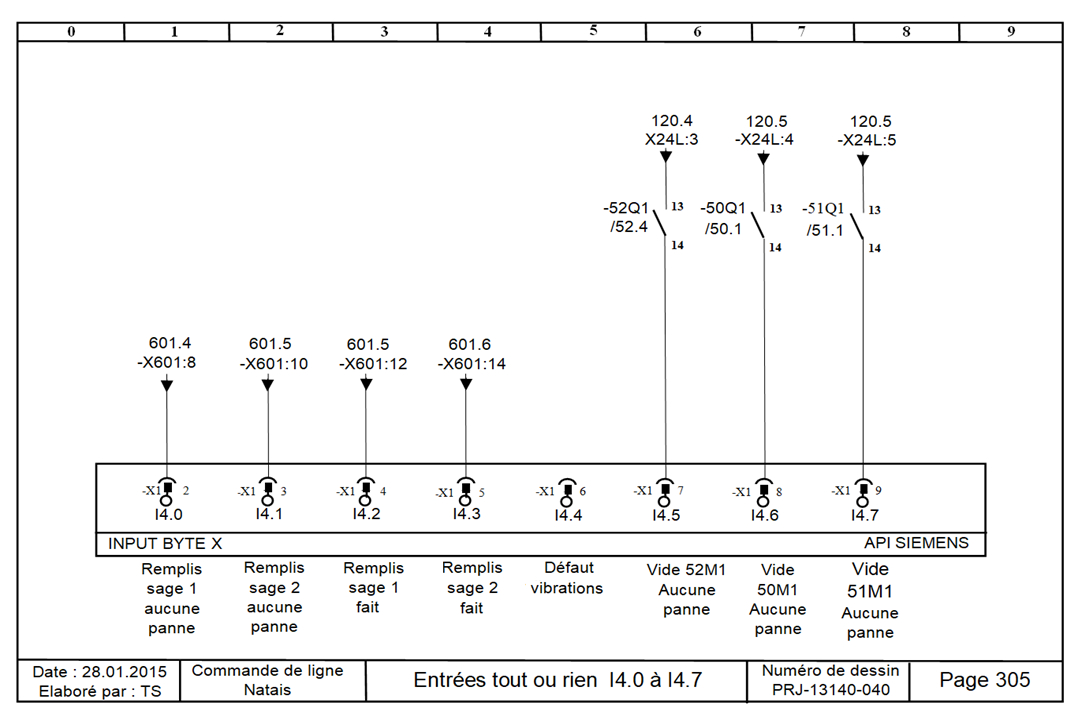 0 1 2 3 4 5 6 7 8 9
120.4 120.5 120.5
X24L:3 -X24L:4 -X24L:5
-52Q1 13 -50Q1 13 -51Q1 13
/52.4 /50.1 /51.1
14 14 14
601.4 601.5 601.5 601.6
-X601:8 -X601:10 -X601:12 -X601:14
-X1 2 -X1 3 -X1 4 -X1 5 -X1 6 -X1 7 -X1 8 -X1 9
I4.0 I4.1 I4.2 I4.3 I4.4 I4.5 I4.6 I4.7
INPUT BYTE X API SIEMENS
Remplis
sage 1
aucune
panne
Remplis
sage 2
aucune
panne
Remplis
sage 1
fait
Remplis
sage 2
fait
Défaut
vibrations
Vide 52M1
Aucune
panne
Vide
50M1
Aucune
panne
Vide
51M1
Aucune
panne
Date : 28.01.2015
Elaboré par : TS
Commande de ligne
Natais
Entrées tout ou rien I4.0 à I4.7
Numéro de dessin
PRJ-13140-040
Page 305